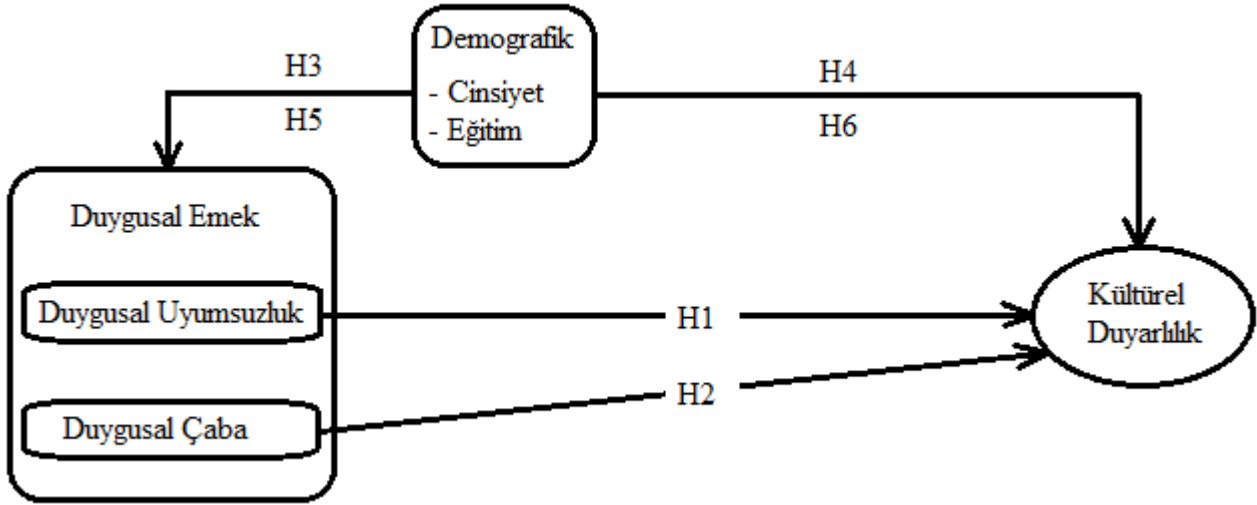 Demografik
- Cinsiyet
- Eğitim
H3
H5
H4
H6
Duygusal Emek
Duygusal Uyumsuzluk
Duygusal Çaba
H1
H2
Kültürel
Duyarlılık